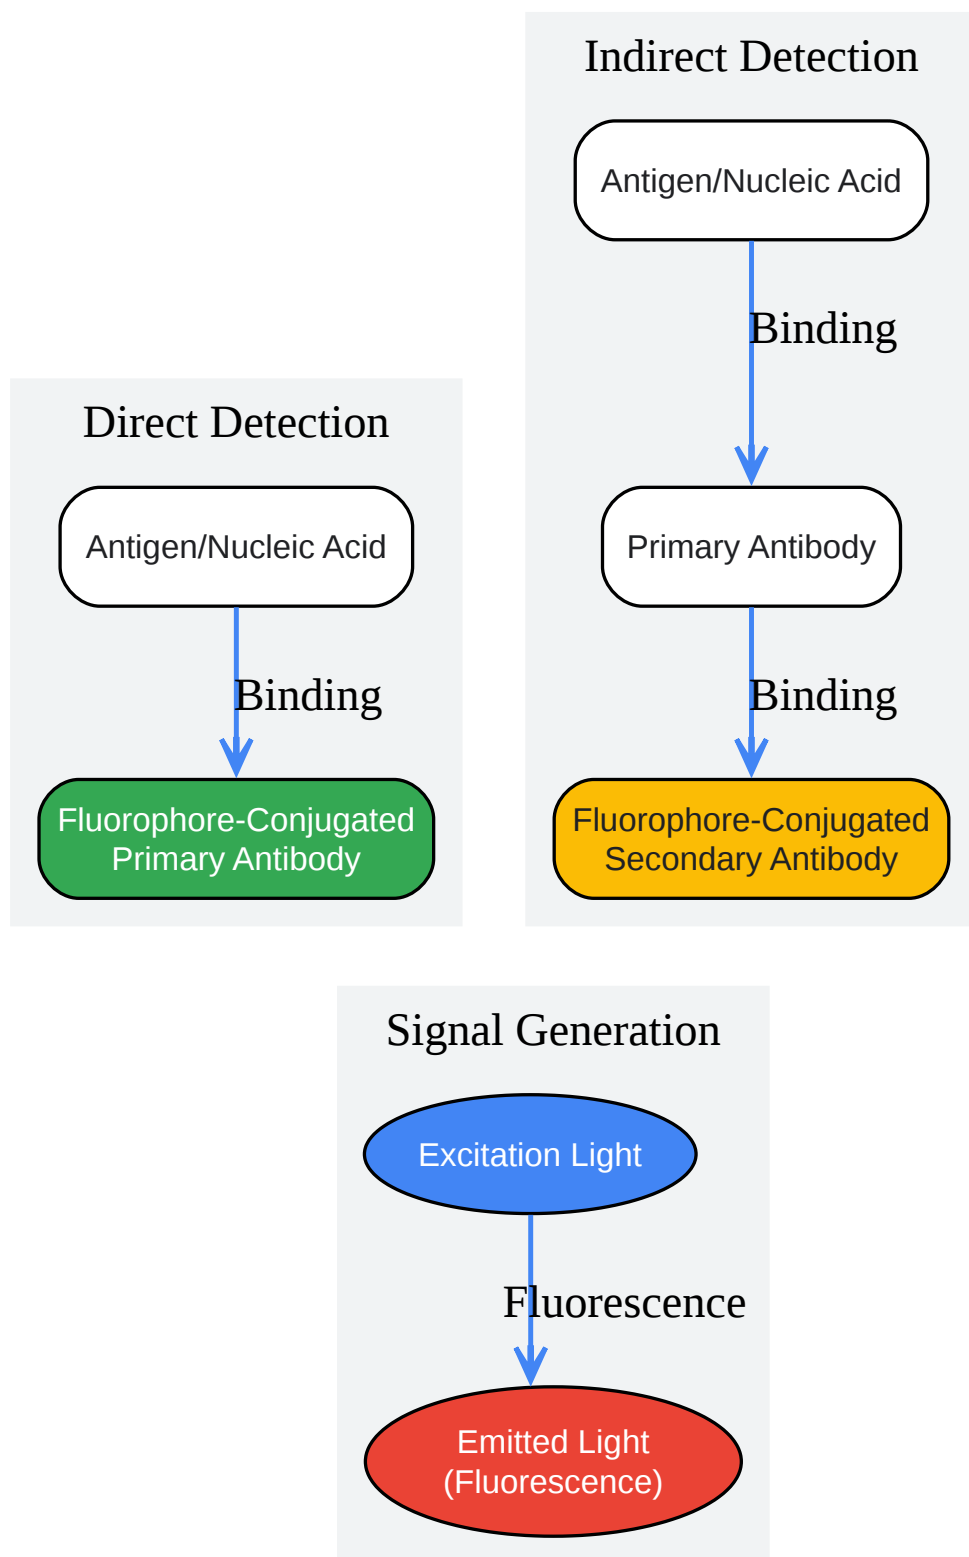 Indirect Detection
Antigen/Nucleic Acid
Binding
Primary Antibody
Binding
Fluorophore-Conjugated
Secondary Antibody
Direct Detection
Antigen/Nucleic Acid
Binding
Fluorophore-Conjugated
Primary Antibody
Signal Generation
Excitation Light
Fluorescence
Emitted Light
(Fluorescence)